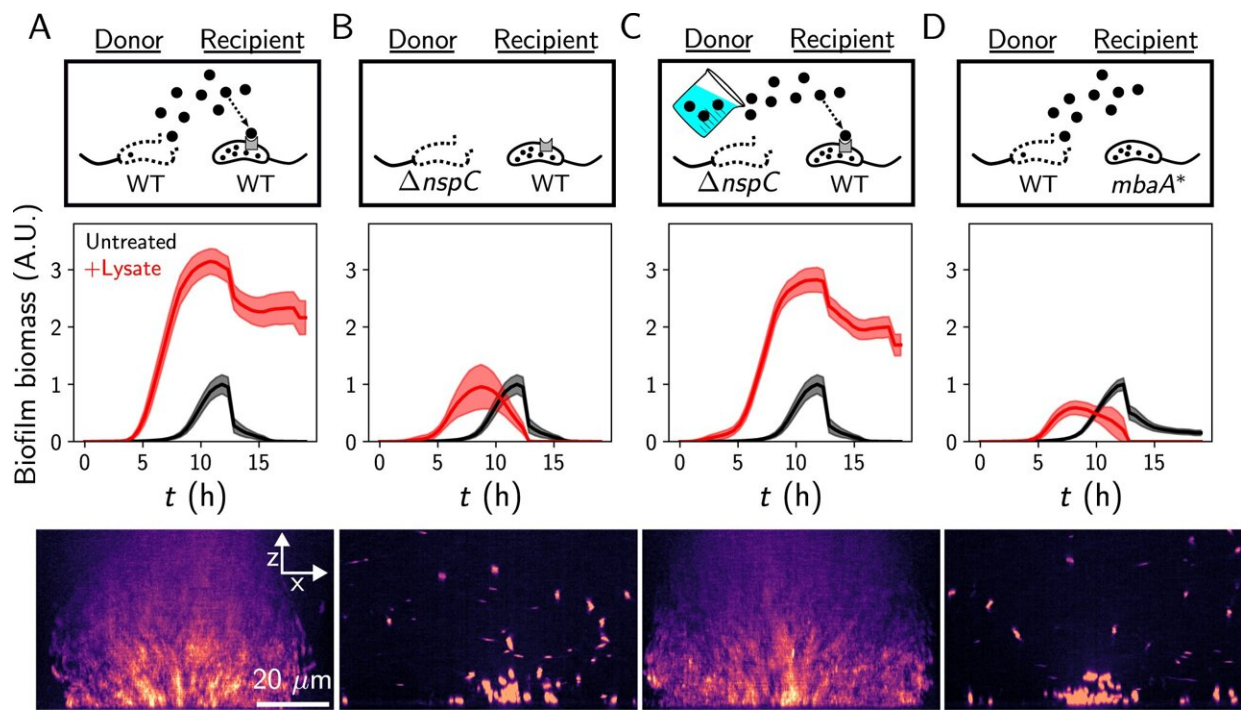 A Donor Recipient B Donor Recipient C Donor Recipient D Donor Recipient
WT WT ΔnspC WT ΔnspC WT WT mbaA*
Biofilm biomass (A.U.)
Untreated
+Lysate
3 3 3 3
2 2 2 2
1 1 1 1
0 0 0 0
0 5 10 15 0 5 10 15 0 5 10 15 0 5 10 15
t (h) t (h) t (h) t (h)
z
x
20 μm